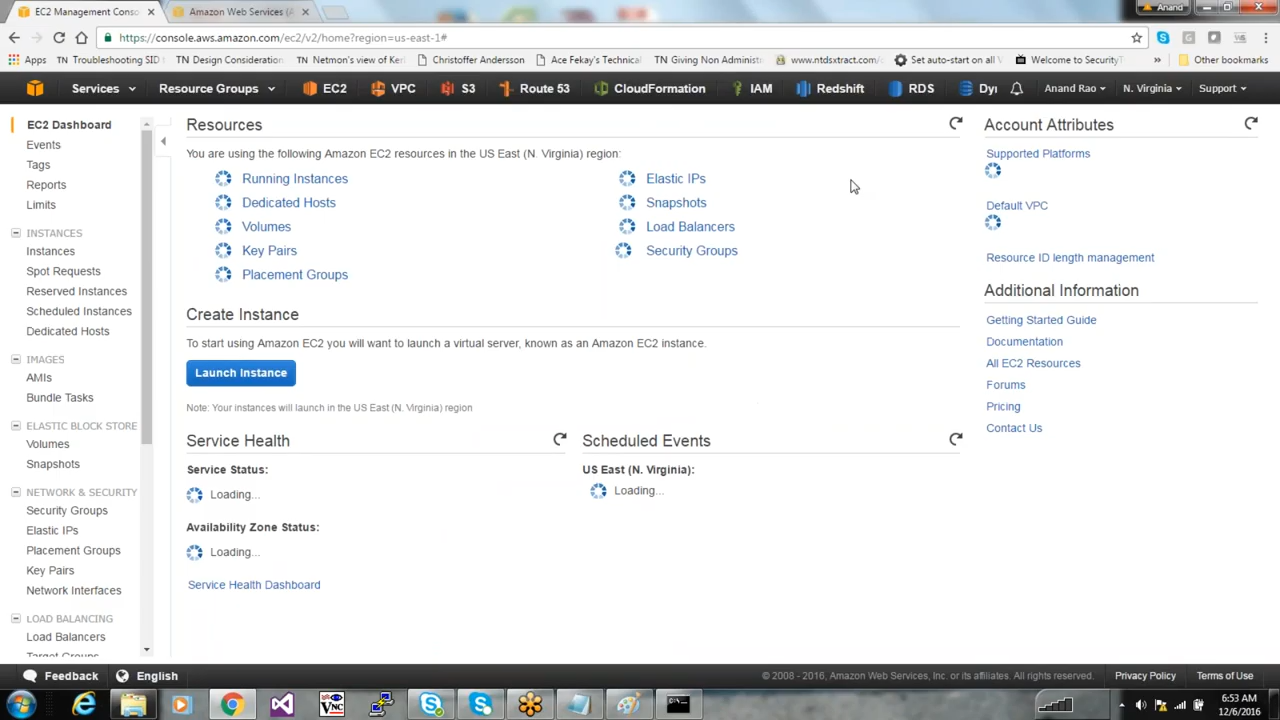 EC2 Management Conso
Amazon Web Services (A
Anand
https://console.aws.amazon.com/ec2/v2/home?region=us-east-1#
Apps
TN Troubleshooting SID
TN Design Consideration
TN Netmon's view of Ker
Christoffer Andersson
Ace Fekay's Technical
TN Giving Non Administ
www.ntdsxtract.com/
Set auto-start on all V
Welcome to SecurityT
»
Other bookmarks
Services
Resource Groups
EC2
VPC
S3
Route 53
CloudFormation
IAM
Redshift
RDS
Dy
Anand Rao
N. Virginia
Support
EC2 Dashboard
Events
Tags
Reports
Limits
INSTANCES
Instances
Spot Requests
Reserved Instances
Scheduled Instances
Dedicated Hosts
IMAGES
AMIs
Bundle Tasks
ELASTIC BLOCK STORE
Volumes
Snapshots
NETWORK & SECURITY
Security Groups
Elastic IPs
Placement Groups
Key Pairs
Network Interfaces
LOAD BALANCING
Load Balancers
Target Groups
Resources
You are using the following Amazon EC2 resources in the US East (N. Virginia) region:
Running Instances
Elastic IPs
Dedicated Hosts
Snapshots
Volumes
Load Balancers
Key Pairs
Security Groups
Placement Groups
Create Instance
To start using Amazon EC2 you will want to launch a virtual server, known as an Amazon EC2 instance.
Launch Instance
Note: Your instances will launch in the US East (N. Virginia) region
Service Health
Service Status:
Loading...
Availability Zone Status:
Loading...
Service Health Dashboard
Scheduled Events
US East (N. Virginia):
Loading...
Account Attributes
Supported Platforms
Default VPC
Resource ID length management
Additional Information
Getting Started Guide
Documentation
All EC2 Resources
Forums
Pricing
Contact Us
Feedback
English
© 2008 - 2016, Amazon Web Services, Inc. or its affiliates. All rights reserved.
Privacy Policy
Terms of Use
6:53 AM
12/6/2016